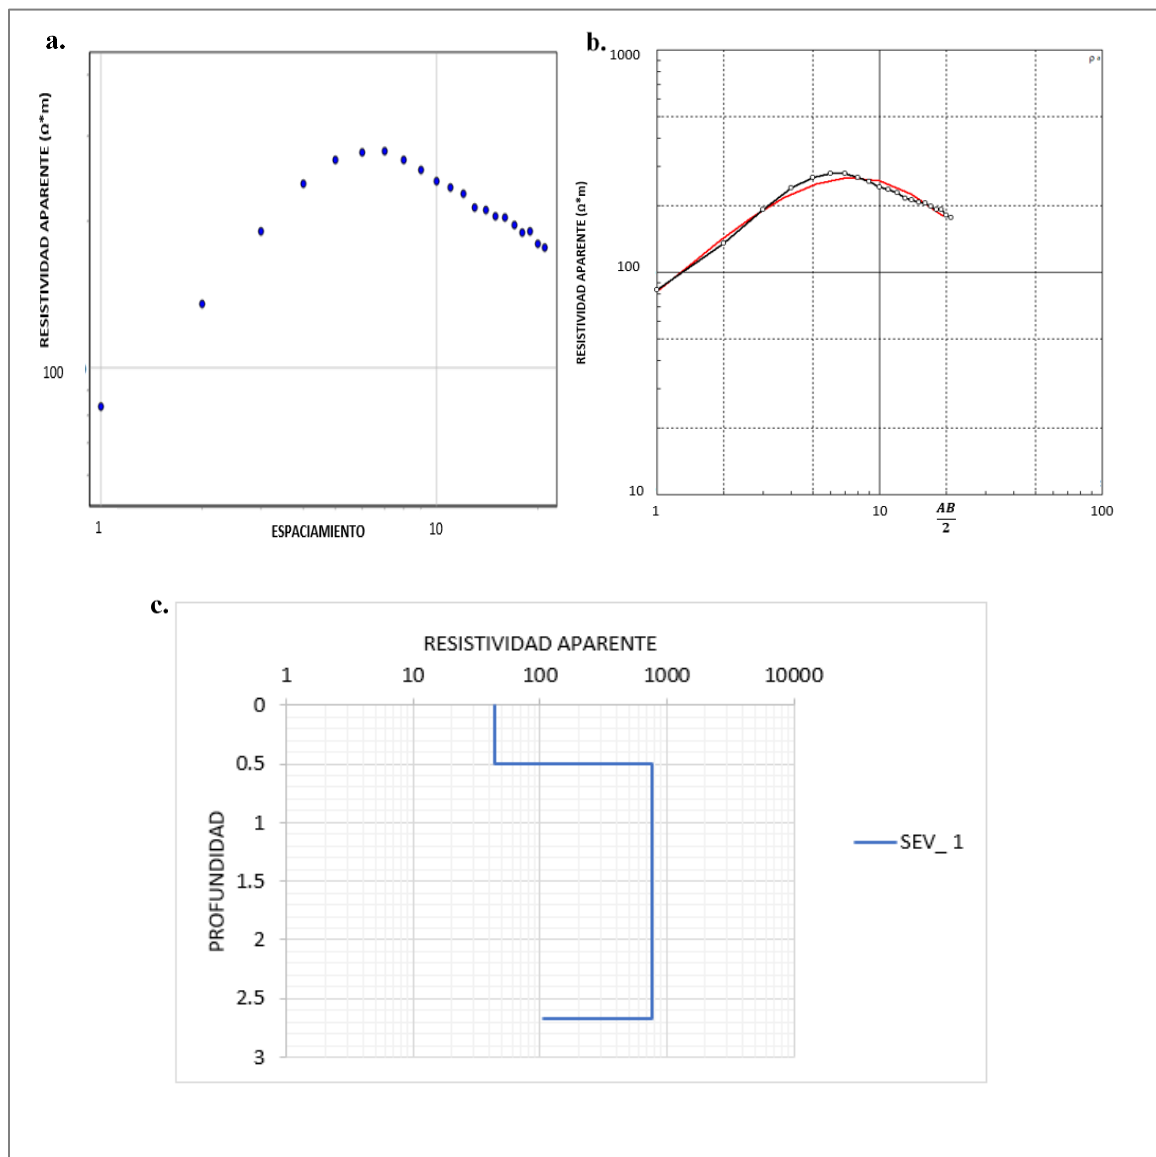 a.
RESISTIVIDAD APARENTE (Ω*m)
100
1
10
ESPACIAMIENTO
b.
1000
ρᵃ
RESISTIVIDAD APARENTE (Ω*m)
100
10
1
10
AB
2
100
c.
RESISTIVIDAD APARENTE
1 10 100 1000 10000
0
0.5
1
1.5
2
2.5
3
PROFUNDIDAD
SEV_ 1